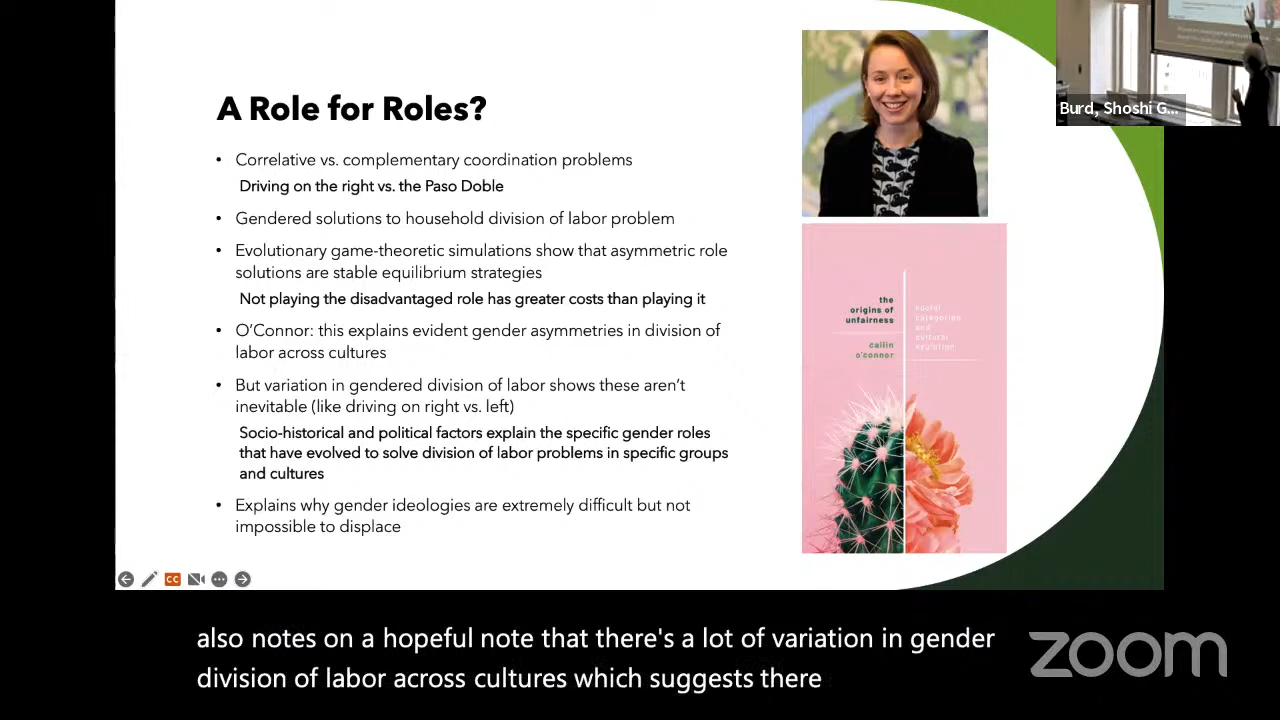 A Role for Roles?
• Correlative vs. complementary coordination problems
Driving on the right vs. the Paso Doble
• Gendered solutions to household division of labor problem
• Evolutionary game-theoretic simulations show that asymmetric role
solutions are stable equilibrium strategies
Not playing the disadvantaged role has greater costs than playing it
• O’Connor: this explains evident gender asymmetries in division of
labor across cultures
• But variation in gendered division of labor shows these aren’t
inevitable (like driving on right vs. left)
Socio-historical and political factors explain the specific gender roles
that have evolved to solve division of labor problems in specific groups
and cultures
• Explains why gender ideologies are extremely difficult but not
impossible to displace
the
origins of
unfairness
cailin
o'connor
social
categories
and
cultural
evolution
Burd, Shoshi G...
CC
also notes on a hopeful note that there's a lot of variation in gender
division of labor across cultures which suggests there
zoom